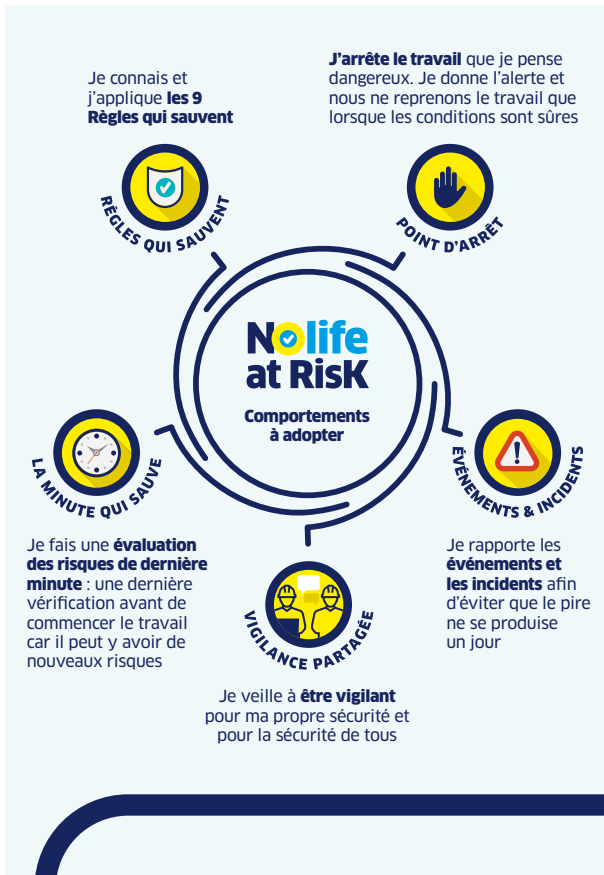 Je connais et
j’applique les 9
Règles qui sauvent
RÈGLES QUI SAUVENT
J’arrête le travail que je pense
dangereux. Je donne l’alerte et
nous ne reprenons le travail que
lorsque les conditions sont sûres
POINT D’ARRÊT
No life
at RisK
Comportements
à adopter
LA MINUTE QUI SAUVE
Je fais une évaluation
des risques de dernière
minute : une dernière
vérification avant de
commencer le travail
car il peut y avoir de
nouveaux risques
ÉVÉNEMENTS & INCIDENTS
Je rapporte les
événements et
les incidents afin
d’éviter que le pire
ne se produise
un jour
VIGILANCE PARTAGÉE
Je veille à être vigilant
pour ma propre sécurité et
pour la sécurité de tous